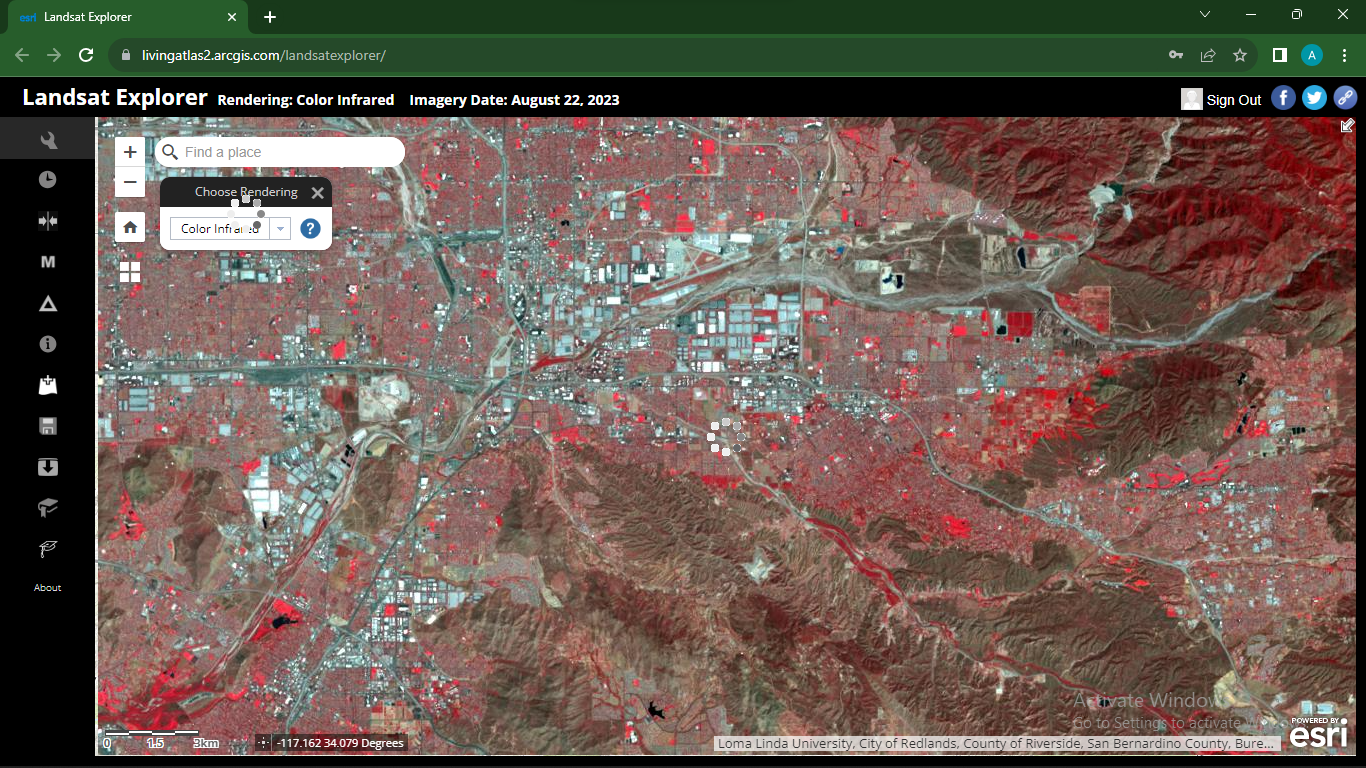 esri Landsat Explorer
livingatlas2.arcgis.com/landsatexplorer/
A
Landsat Explorer Rendering: Color Infrared Imagery Date: August 22, 2023
Sign Out
Find a place
Choose Rendering
Color Infrared
?
M
About
0 1.5 3km
-117.162 34.079 Degrees
Activate Windows
Go to Settings to activate
Loma Linda University, City of Redlands, County of Riverside, San Bernardino County, Bure...
POWERED BY
esri